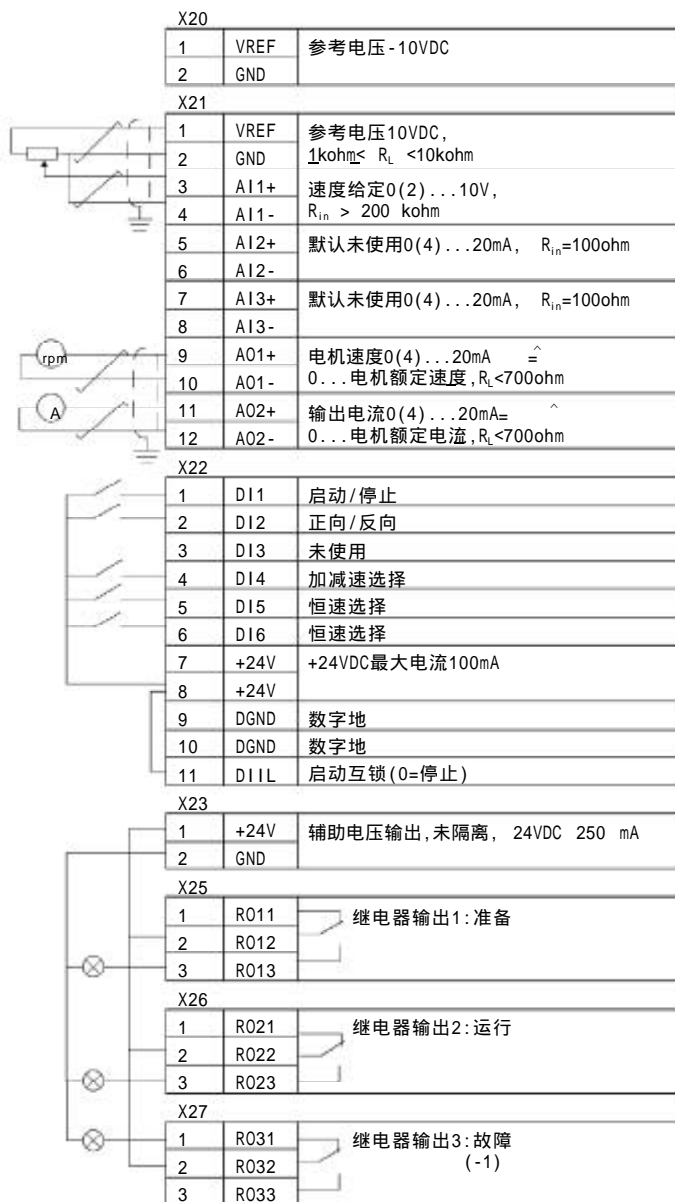 X20
1 VREF 参考电压-10VDC
2 GND
X21
1 VREF 参考电压10VDC,
2 GND 1kohm< RL <10kohm
3 AI1+ 速度给定0(2)...10V,
4 AI1- Rin > 200 kohm
5 AI2+ 默认未使用0(4)...20mA, Rin=100ohm
6 AI2-
7 AI3+ 默认未使用0(4)...20mA, Rin=100ohm
8 AI3-
rpm 9 AO1+ 电机速度0(4)...20mA ≙
10 AO1- 0...电机额定速度,RL<700ohm
A 11 AO2+ 输出电流0(4)...20mA= ^
12 AO2- 0...电机额定电流,RL<700ohm
X22
1 DI1 启动/停止
2 DI2 正向/反向
3 DI3 未使用
4 DI4 加减速选择
5 DI5 恒速选择
6 DI6 恒速选择
7 +24V +24VDC最大电流100mA
8 +24V
9 DGND 数字地
10 DGND 数字地
11 DIIL 启动互锁(0=停止)
X23
1 +24V 辅助电压输出,未隔离, 24VDC 250 mA
2 GND
X25
1 RO11 继电器输出1:准备
2 RO12
3 RO13
X26
1 RO21 继电器输出2:运行
2 RO22
3 RO23
X27
1 RO31 继电器输出3:故障
2 RO32 (-1)
3 RO33